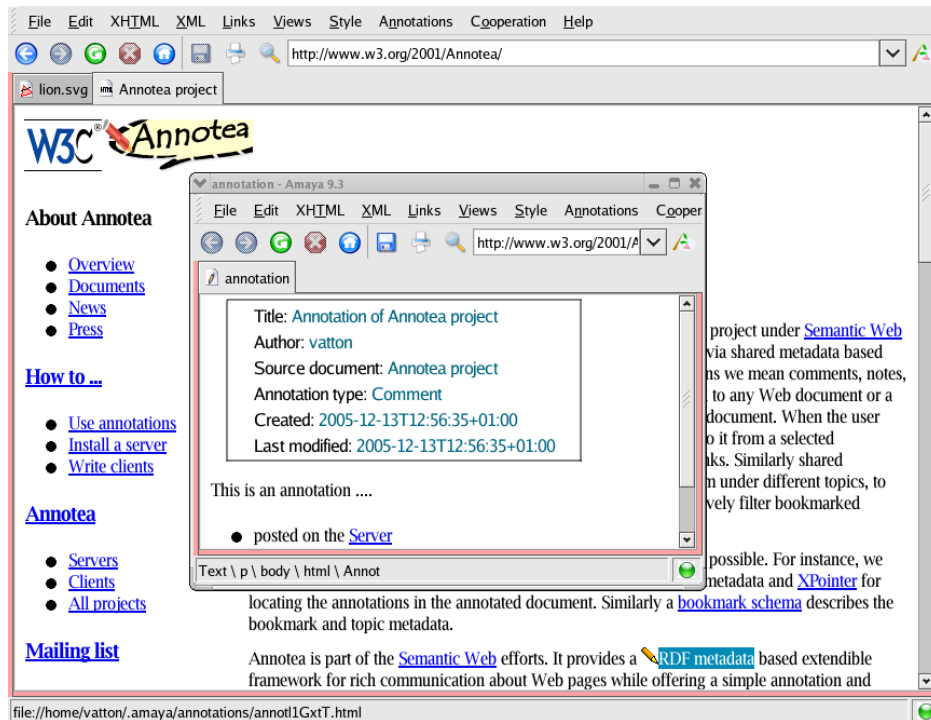 File Edit XHTML XML Links Views Style Annotations Cooperation Help
http://www.w3.org/2001/Annotea/
lion.svg Annotea project
W3C® Annotea
About Annotea
Overview
Documents
News
Press
How to ...
Use annotations
Install a server
Write clients
Annotea
Servers
Clients
All projects
Mailing list
annotation - Amaya 9.3
File Edit XHTML XML Links Views Style Annotations Cooper
http://www.w3.org/2001/A
annotation
Title: Annotation of Annotea project
Author: vatton
Source document: Annotea project
Annotation type: Comment
Created: 2005-12-13T12:56:35+01:00
Last modified: 2005-12-13T12:56:35+01:00
This is an annotation ....
posted on the Server
Text \ p \ body \ html \ Annot
project under Semantic Web
via shared metadata based
ns we mean comments, notes,
to any Web document or a
document. When the user
o it from a selected
nks. Similarly shared
m under different topics, to
vely filter bookmarked
possible. For instance, we
metadata and XPointer for
locating the annotations in the annotated document. Similarly a bookmark schema describes the
bookmark and topic metadata.
Annotea is part of the Semantic Web efforts. It provides a RDF metadata based extendible
framework for rich communication about Web pages while offering a simple annotation and
file://home/vatton/.amaya/annotations/annotl1GxtT.html